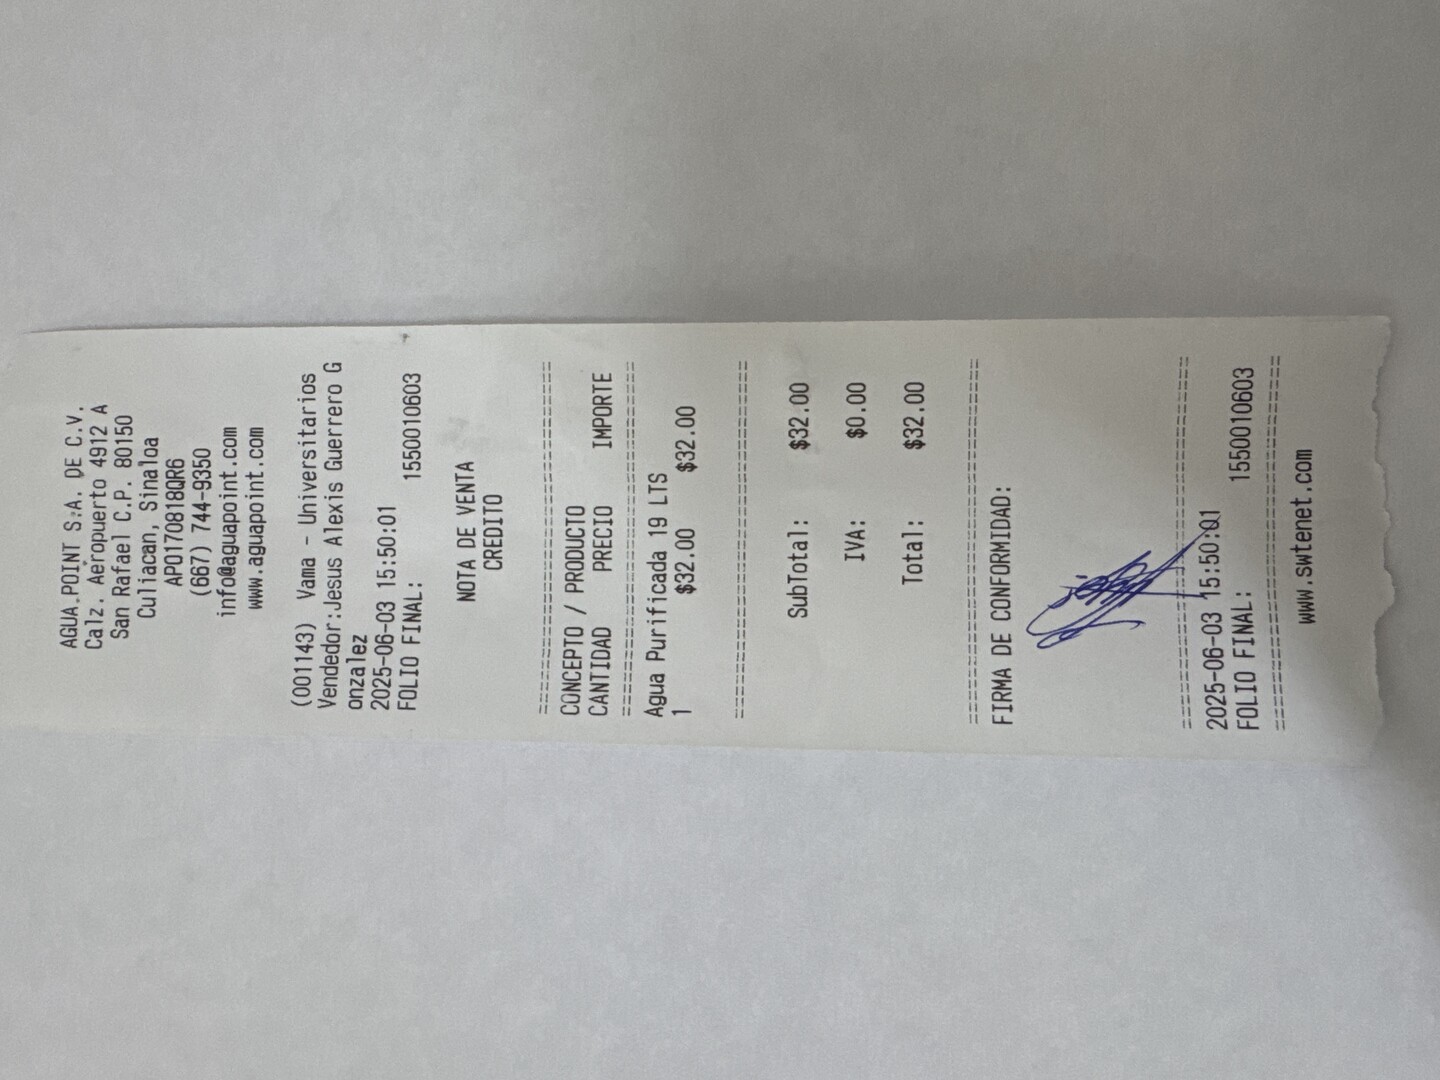 AGUA.POINT S.A. DE C.V.
Calz. Aeropuerto 4912 A
San Rafael C.P. 80150
Culiacan, Sinaloa
APO170818QR6
(667) 744-9350
info@aguapoint.com
www.aguapoint.com
(001143) Vama - Universitarios
Vendedor:Jesus Alexis Guerrero G
onzalez
2025-06-03 15:50:01
FOLIO FINAL: 1550010603
NOTA DE VENTA
CREDITO
================================
CONCEPTO / PRODUCTO
CANTIDAD PRECIO IMPORTE
================================
Agua Purificada 19 LTS
1 $32.00 $32.00
================================
SubTotal: $32.00
IVA: $0.00
Total: $32.00
================================
FIRMA DE CONFORMIDAD:
================================
2025-06-03 15:50:01
FOLIO FINAL: 1550010603
================================
www.swtenet.com